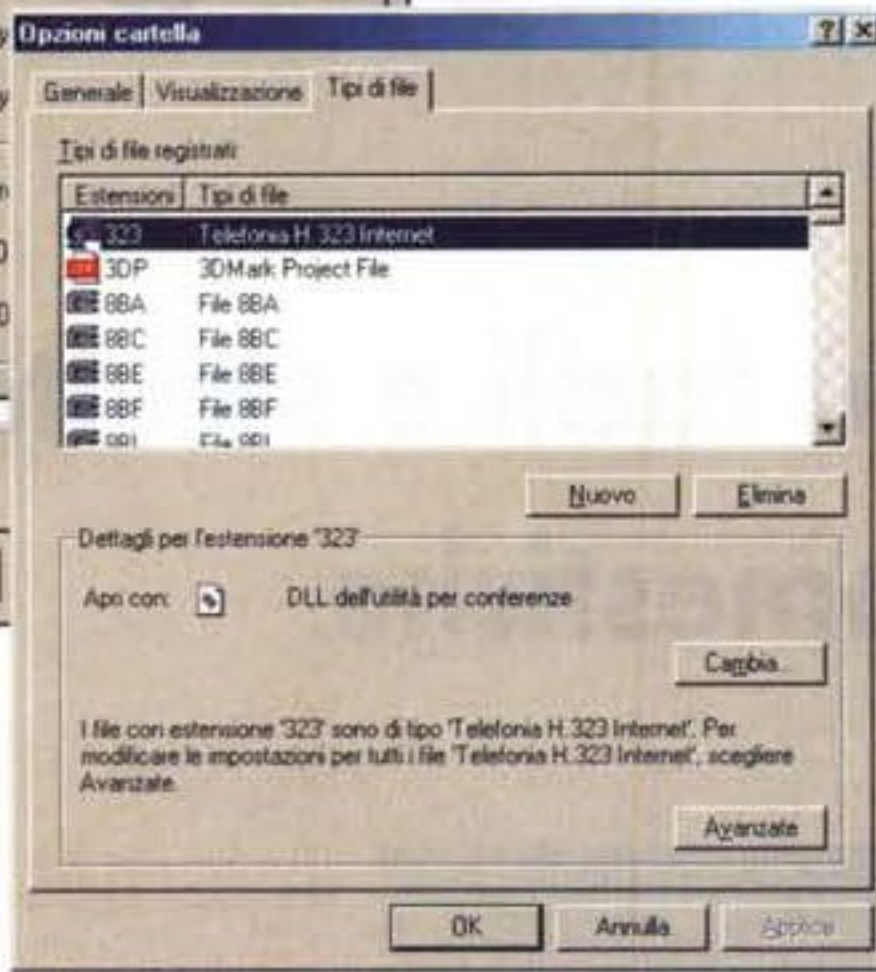 Opzioni cartella
Generale Visualizzazione Tipi di file
Tipi di file registrati:
Estensioni Tipi di file
323 Telefonia H.323 Internet
3DP 3DMark Project File
8BA File 8BA
8BC File 8BC
8BE File 8BE
8BF File 8BF
8BI File 8BI
Nuovo Elimina
Dettagli per l'estensione '323'
Apri con: DLL dell'utilità per conferenze
Cambia...
I file con estensione '323' sono di tipo 'Telefonia H.323 Internet'. Per
modificare le impostazioni per tutti i file 'Telefonia H.323 Internet', scegliere
Avanzate.
Avanzate
OK Annulla Applica